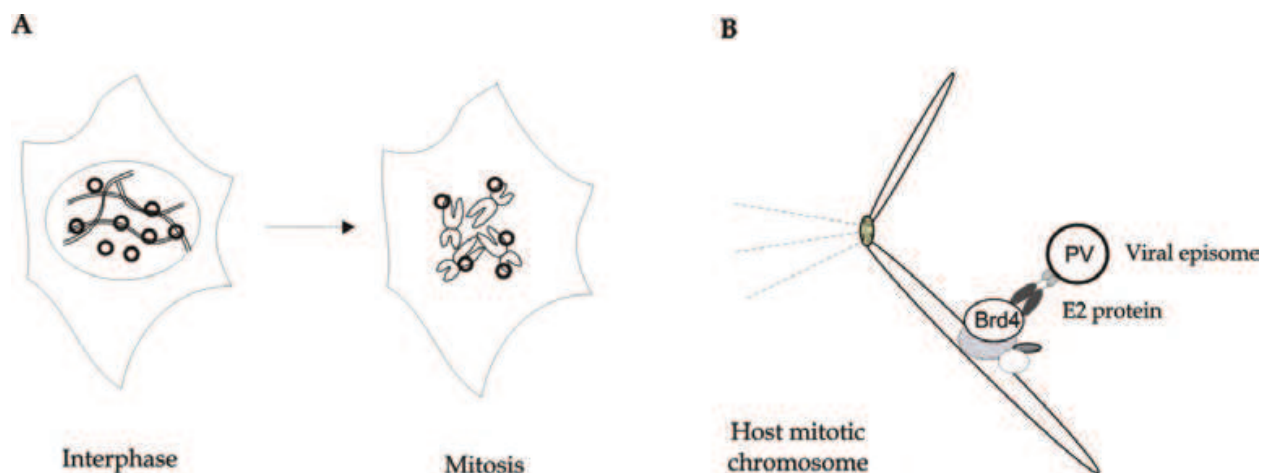 A
Interphase
Mitosis
B
PV
Viral episome
Brd4
E2 protein
Host mitotic
chromosome